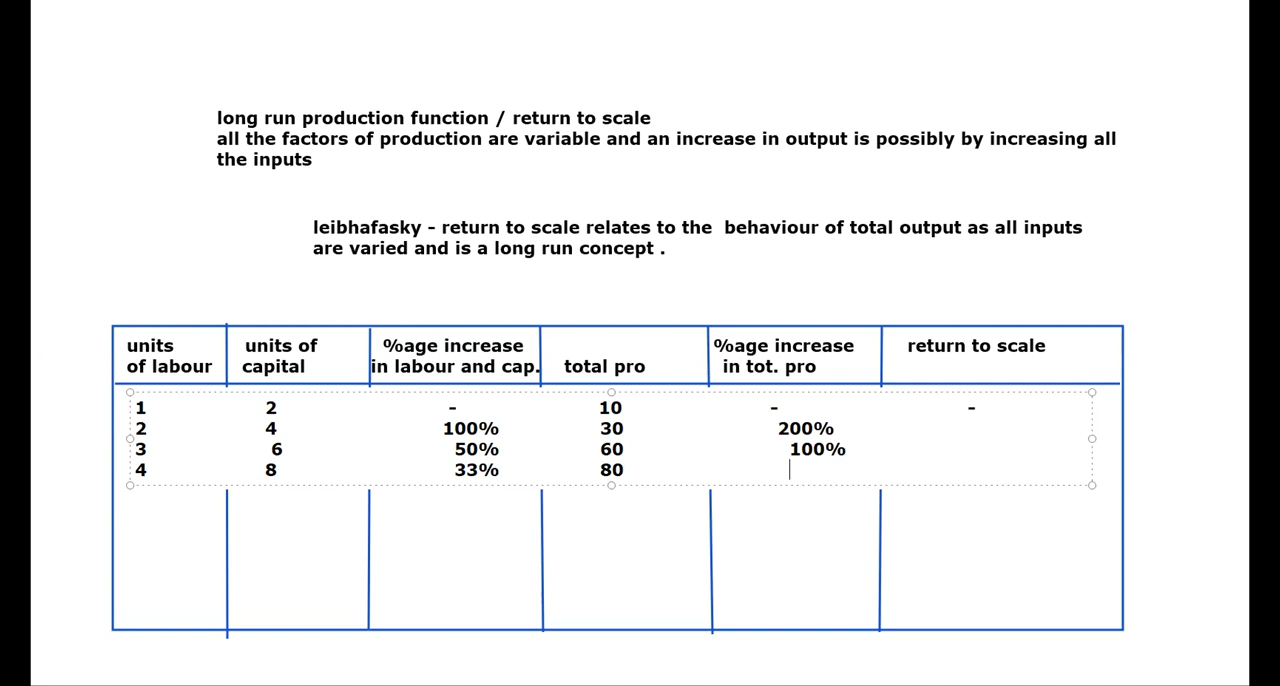 long run production function / return to scale
all the factors of production are variable and an increase in output is possibly by increasing all
the inputs
leibhafasky - return to scale relates to the  behaviour of total output as all inputs
are varied and is a long run concept .
units of labour | units of capital | %age increase in labour and cap. | total pro | %age increase in tot. pro | return to scale
1 2 - 10 - -
2 4 100% 30 200%
3 6 50% 60 100%
4 8 33% 80